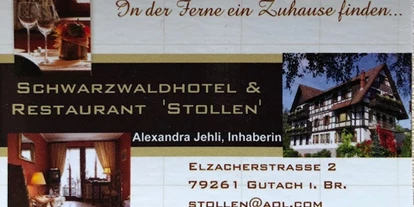 In der Ferne ein Zuhause finden...
Schwarzwaldhotel &
Restaurant 'Stollen'
Alexandra Jehli, Inhaberin
Elzacherstrasse 2
79261 Gutach i. Br.
stollen@aol.com